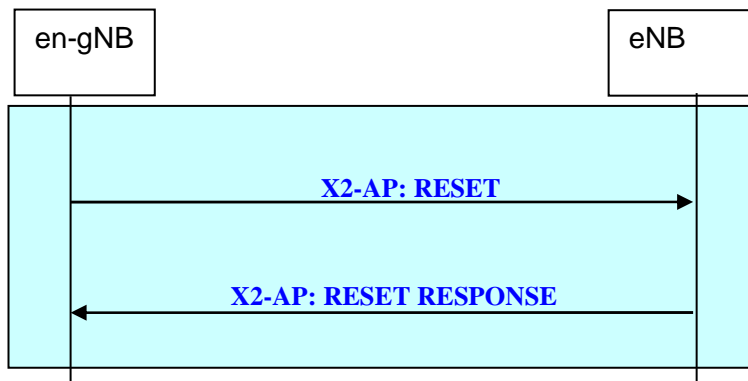 en-gNB
eNB
X2-AP: RESET
X2-AP: RESET RESPONSE